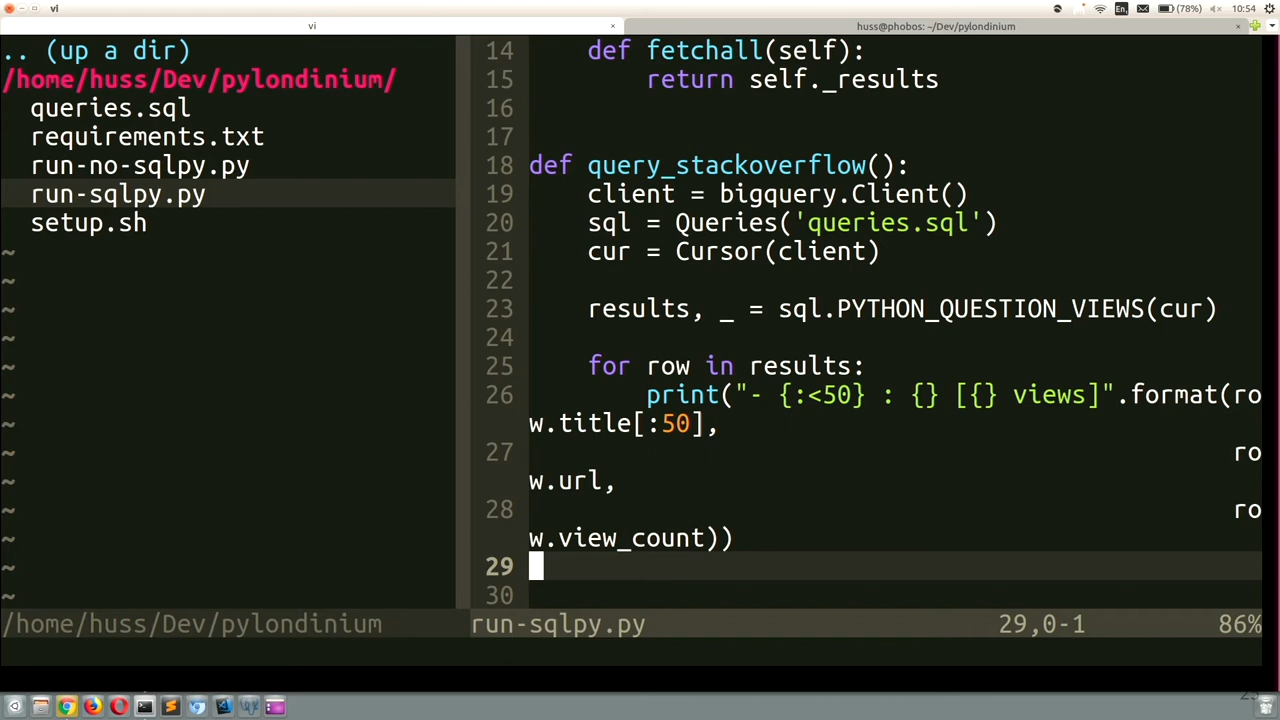 vi
En
(78%)
10:54
vi
×
huss@phobos: ~/Dev/pylondinium
×
.. (up a dir)
/home/huss/Dev/pylondinium/
queries.sql
requirements.txt
run-no-sqlpy.py
run-sqlpy.py
setup.sh
~
~
~
~
~
~
~
~
~
~
~
~
~
/home/huss/Dev/pylondinium
14 def fetchall(self):
15 return self._results
16
17
18 def query_stackoverflow():
19 client = bigquery.Client()
20 sql = Queries('queries.sql')
21 cur = Cursor(client)
22
23 results, _ = sql.PYTHON_QUESTION_VIEWS(cur)
24
25 for row in results:
26 print("- {:<50} : {} [{} views]".format(ro
w.title[:50],
27 ro
w.url,
28 ro
w.view_count))
29
30
run-sqlpy.py 29,0-1 86%